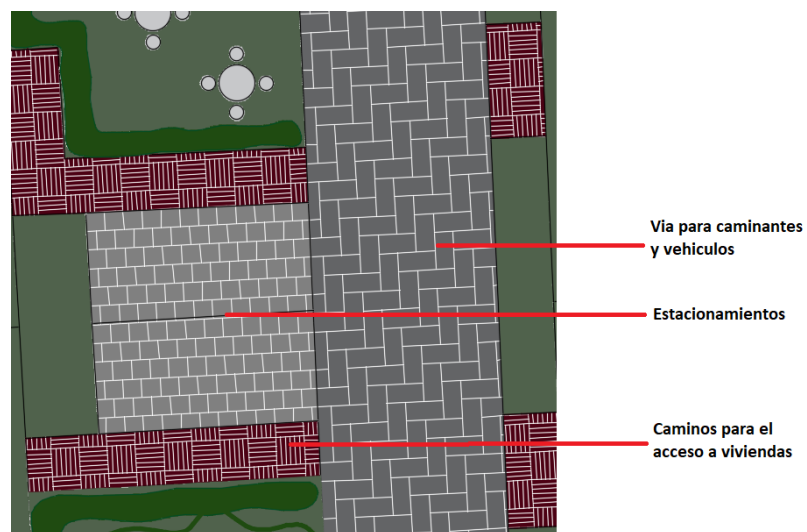 Via para caminantes
y vehiculos
Estacionamientos
Caminos para el
acceso a viviendas